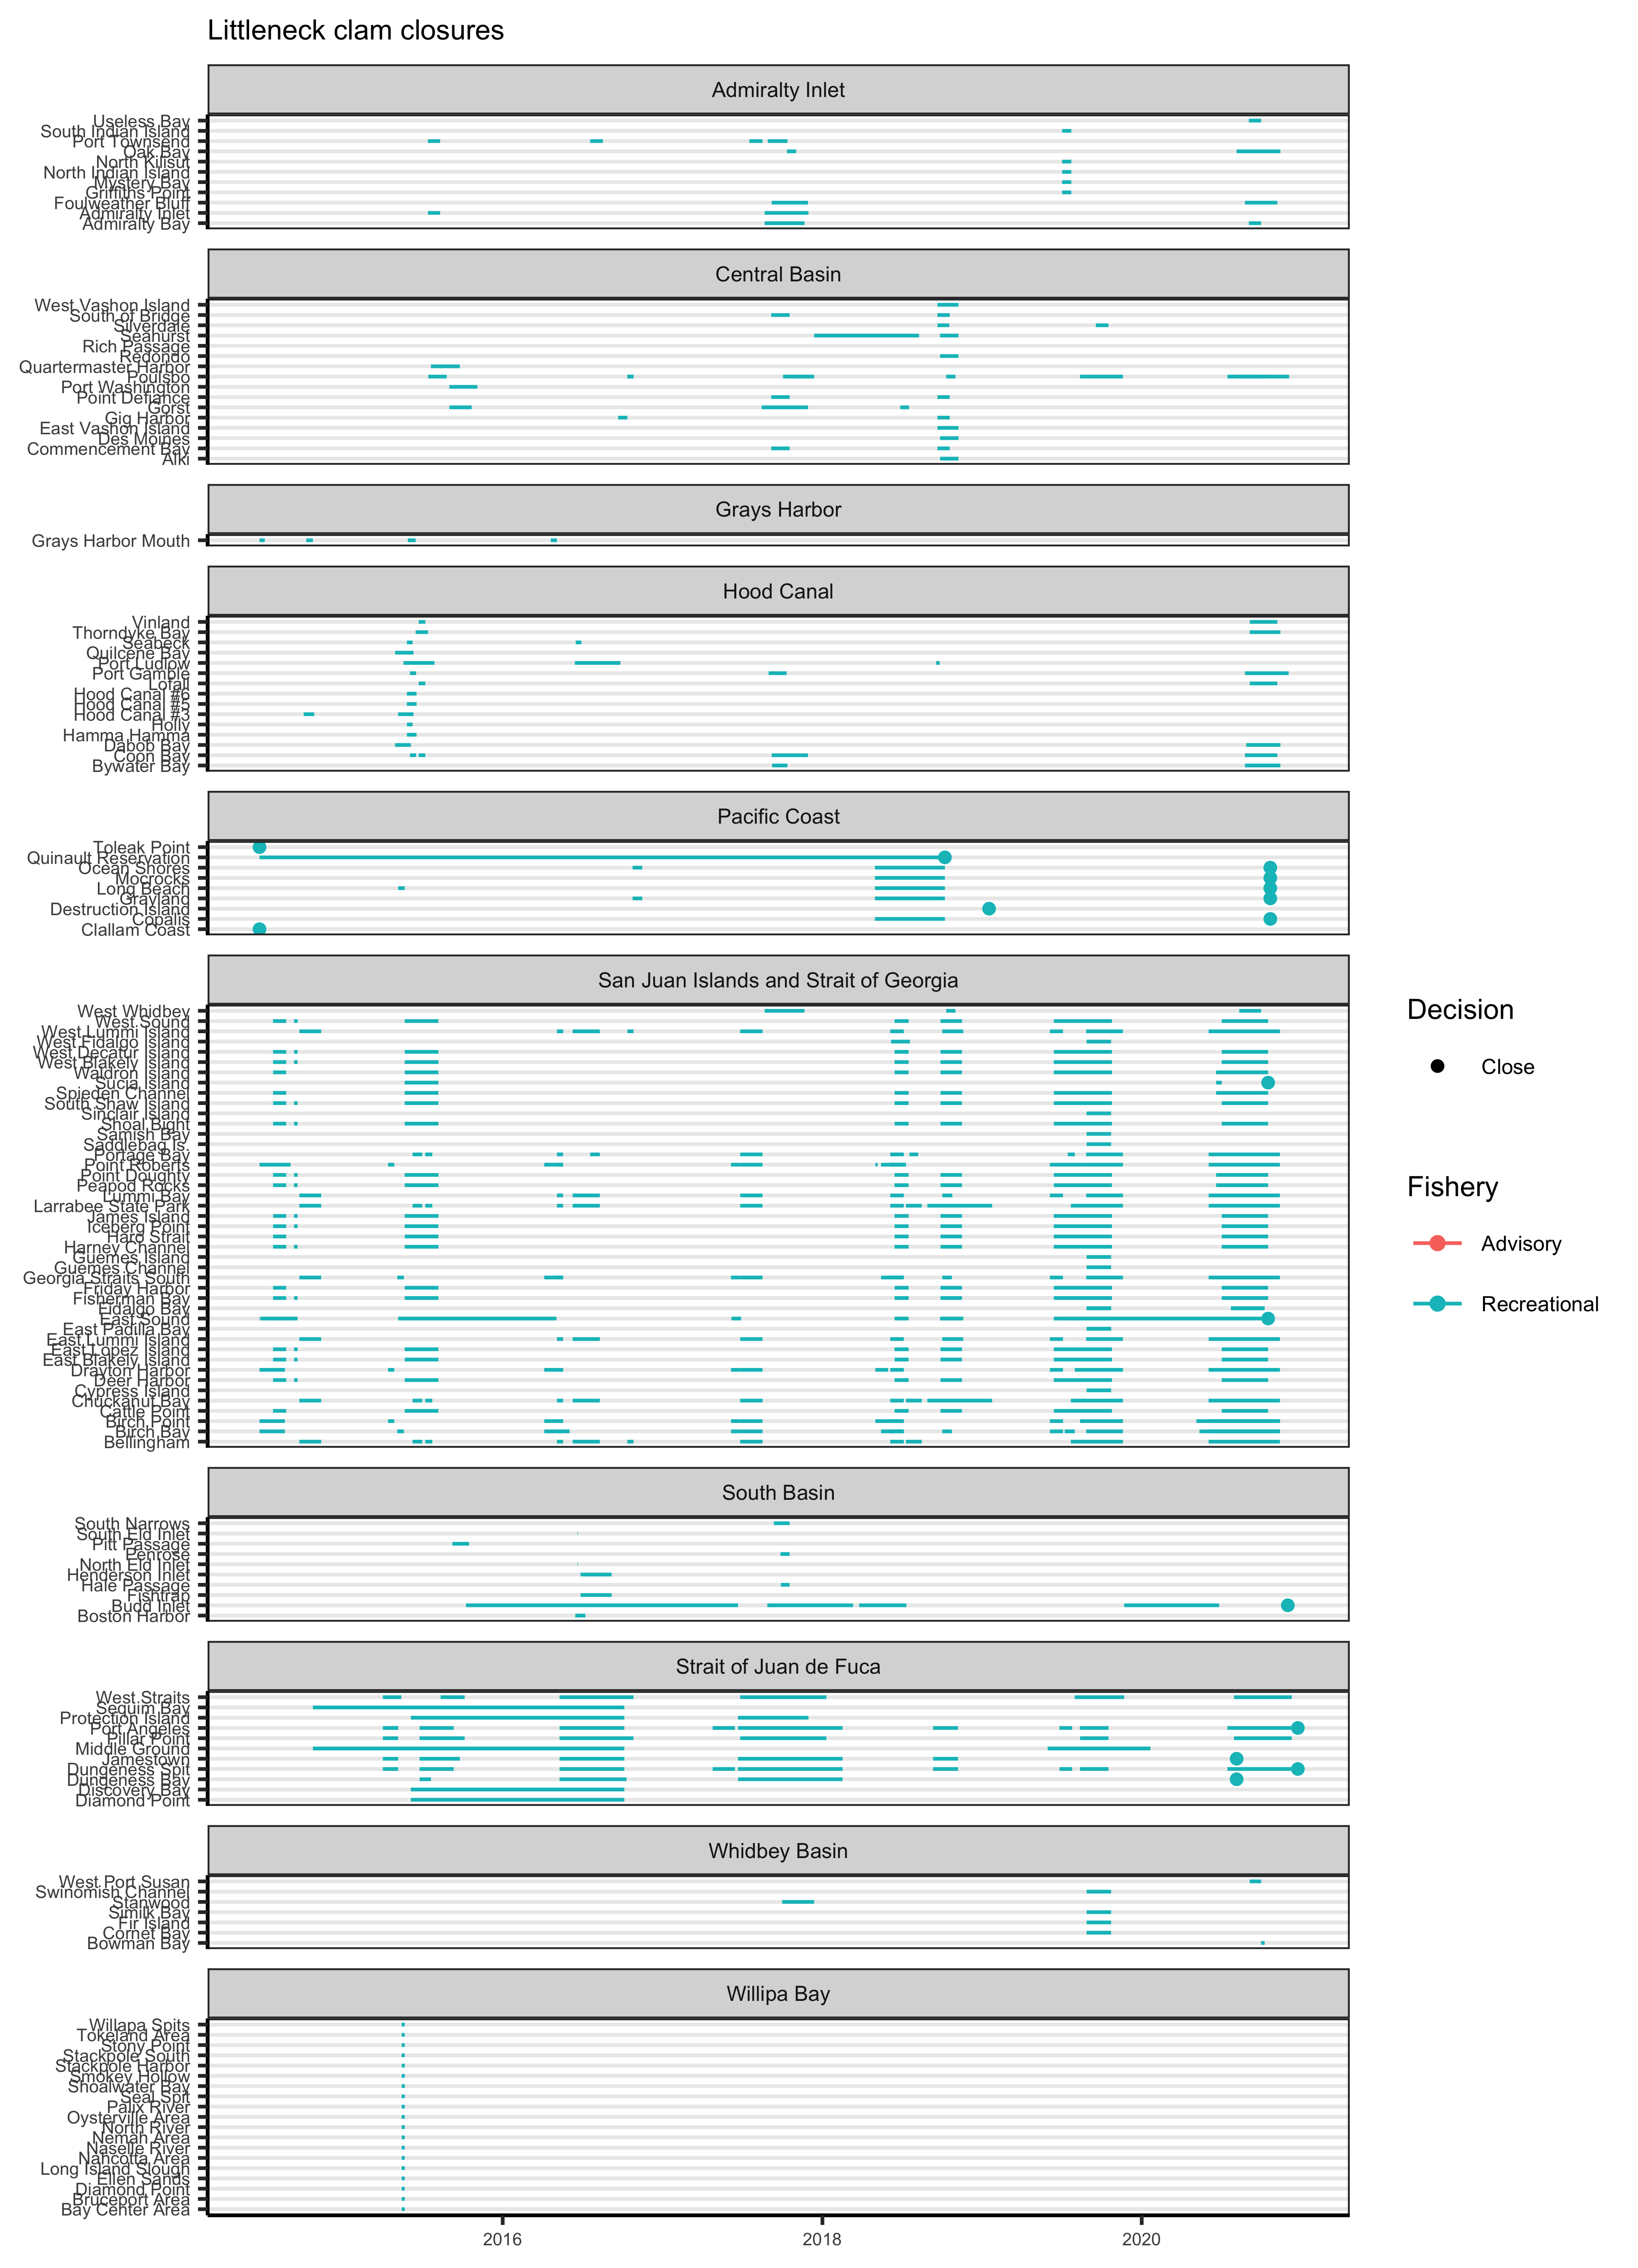 Littleneck clam closures
Admiralty Inlet
Useless Bay
South Indian Island
Port Townsend
Oak Bay
North Kilisut
North Indian Island
Mystery Bay
Griffiths Point
Foulweather Bluff
Admiralty Inlet
Admiralty Bay
Central Basin
West Vashon Island
South of Bridge
Silverdale
Seahurst
Rich Passage
Redondo
Quartermaster Harbor
Poulsbo
Port Washington
Point Defiance
Gorst
Gig Harbor
East Vashon Island
Des Moines
Commencement Bay
Alki
Grays Harbor
Grays Harbor Mouth
Hood Canal
Vinland
Thorndyke Bay
Seabeck
Quilcene Bay
Port Ludlow
Port Gamble
Lofall
Hood Canal #6
Hood Canal #5
Hood Canal #3
Holly
Hamma Hamma
Dabob Bay
Coon Bay
Bywater Bay
Pacific Coast
Toleak Point
Quinault Reservation
Ocean Shores
Mocrocks
Long Beach
Grayland
Destruction Island
Copalis
Clallam Coast
San Juan Islands and Strait of Georgia
West Whidbey
West Sound
West Lummi Island
West Fidalgo Island
West Decatur Island
West Blakely Island
Waldron Island
Sucia Island
Spieden Channel
South Shaw Island
Sinclair Island
Shoal Bight
Samish Bay
Saddlebag Is.
Portage Bay
Point Roberts
Point Doughty
Peapod Rocks
Lummi Bay
Larrabee State Park
James Island
Iceberg Point
Haro Strait
Harney Channel
Guemes Island
Guemes Channel
Georgia Straits South
Friday Harbor
Fisherman Bay
Fidalgo Bay
East Sound
East Padilla Bay
East Lummi Island
East Lopez Island
East Blakely Island
Drayton Harbor
Deer Harbor
Cypress Island
Chuckanut Bay
Cattle Point
Birch Point
Birch Bay
Bellingham
Decision
Close
Fishery
Advisory
Recreational
South Basin
South Narrows
South Eld Inlet
Pitt Passage
Penrose
North Eld Inlet
Henderson Inlet
Hale Passage
Fishtrap
Budd Inlet
Boston Harbor
Strait of Juan de Fuca
West Straits
Sequim Bay
Protection Island
Port Angeles
Pillar Point
Middle Ground
Jamestown
Dungeness Spit
Dungeness Bay
Discovery Bay
Diamond Point
Whidbey Basin
West Port Susan
Swinomish Channel
Stanwood
Similk Bay
Fir Island
Cornet Bay
Bowman Bay
Willipa Bay
Willapa Spits
Tokeland Area
Stony Point
Stackpole South
Stackpole Harbor
Smokey Hollow
Shoalwater Bay
Seal Spit
Palix River
Oysterville Area
North River
Nemah Area
Naselle River
Nahcotta Area
Long Island Slough
Ellen Sands
Diamond Point
Bruceport Area
Bay Center Area
2016 2018 2020